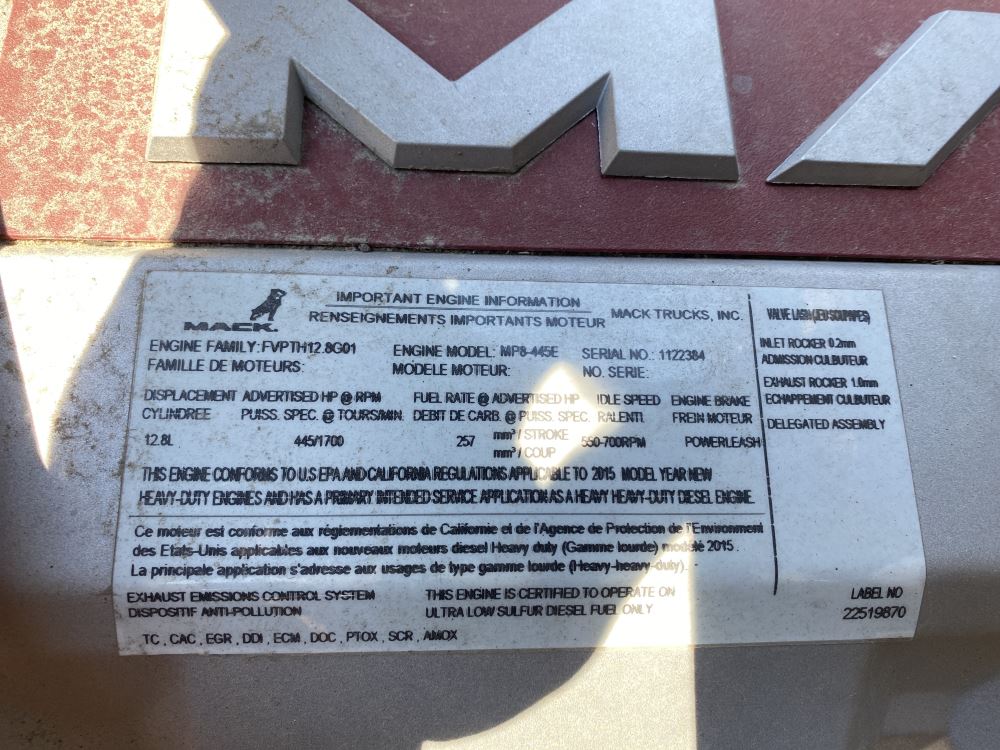 MA
MACK.
IMPORTANT ENGINE INFORMATION
RENSEIGNEMENTS IMPORTANTS MOTEUR
MACK TRUCKS, INC.
ENGINE FAMILY: FVPTH12.8G01 ENGINE MODEL: MP8-445E SERIAL NO.: 1122384
FAMILLE DE MOTEURS: MODELE MOTEUR: NO. SERIE:
DISPLACEMENT ADVERTISED HP @ RPM FUEL RATE @ ADVERTISED HP IDLE SPEED ENGINE BRAKE
CYLINDREE PUISS. SPEC. @ TOURS/MIN. DEBIT DE CARB. @ PUISS. SPEC. RALENTI. FREIN MOTEUR
12.8L 445/1700 257 mm³ / STROKE 550-700RPM POWERLEASH
mm³ / COUP
THIS ENGINE CONFORMS TO U.S EPA AND CALIFORNIA REGULATIONS APPLICABLE TO 2015 MODEL YEAR NEW
HEAVY-DUTY ENGINES AND HAS A PRIMARY INTENDED SERVICE APPLICATION AS A HEAVY HEAVY-DUTY DIESEL ENGINE.
Ce moteur est conforme aux réglementations de Californie et de l'Agence de Protection de l'Environment
des Etats-Unis applicables aux nouveaux moteurs diesel Heavy duty (Gamme lourde) modelé 2015.
La principale application s'adresse aux usages de type gamme lourde (Heavy-heavy-duty).
EXHAUST EMISSIONS CONTROL SYSTEM THIS ENGINE IS CERTIFIED TO OPERATE ON
DISPOSITIF ANTI-POLLUTION ULTRA LOW SULFUR DIESEL FUEL ONLY
TC , CAC , EGR , DDI , ECM , DOC , PTOX , SCR , AMOX
VALVE LASH (JEU SOUPAPES)
INLET ROCKER 0.2mm
ADMISSION CULBUTEUR
EXHAUST ROCKER 1.0mm
ECHAPPEMENT CULBUTEUR
DELEGATED ASSEMBLY
LABEL NO
22519870